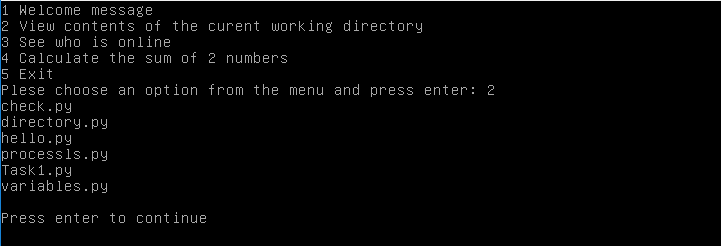 1 Welcome message
2 View contents of the curent working directory
3 See who is online
4 Calculate the sum of 2 numbers
5 Exit
Plese choose an option from the menu and press enter: 2
check.py
directory.py
hello.py
processls.py
Task1.py
variables.py
Press enter to continue